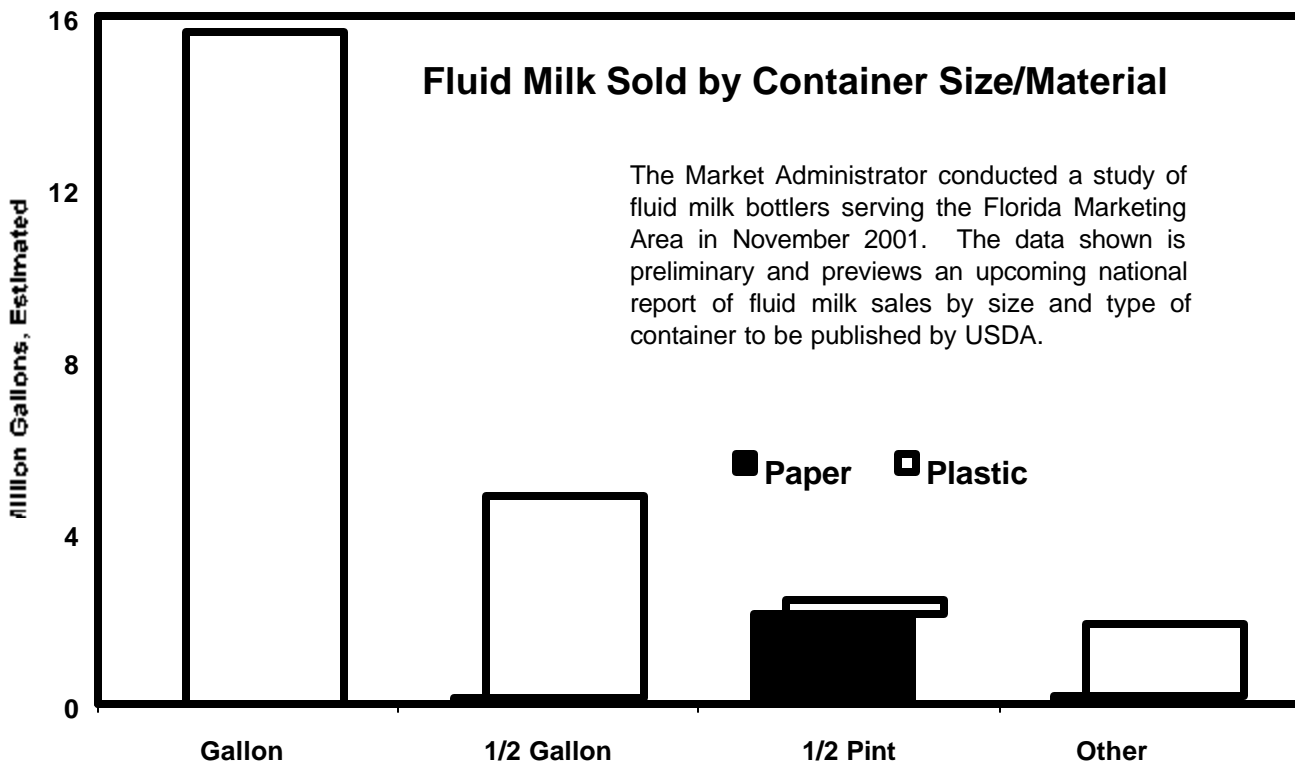 16
Fluid Milk Sold by Container Size/Material
The Market Administrator conducted a study of
fluid milk bottlers serving the Florida Marketing
Area in November 2001. The data shown is
preliminary and previews an upcoming national
report of fluid milk sales by size and type of
container to be published by USDA.
12
Gallons, Estimated
8
Paper Plastic
4
0
Gallon 1/2 Gallon 1/2 Pint Other